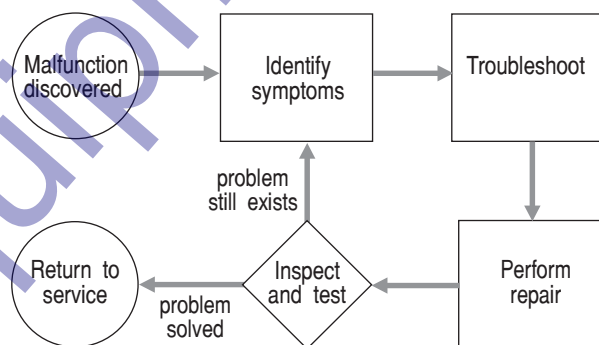 Malfunction
discovered
Identify
symptoms
Troubleshoot
problem
still exists
Return to
service
problem
solved
Inspect
and test
Perform
repair